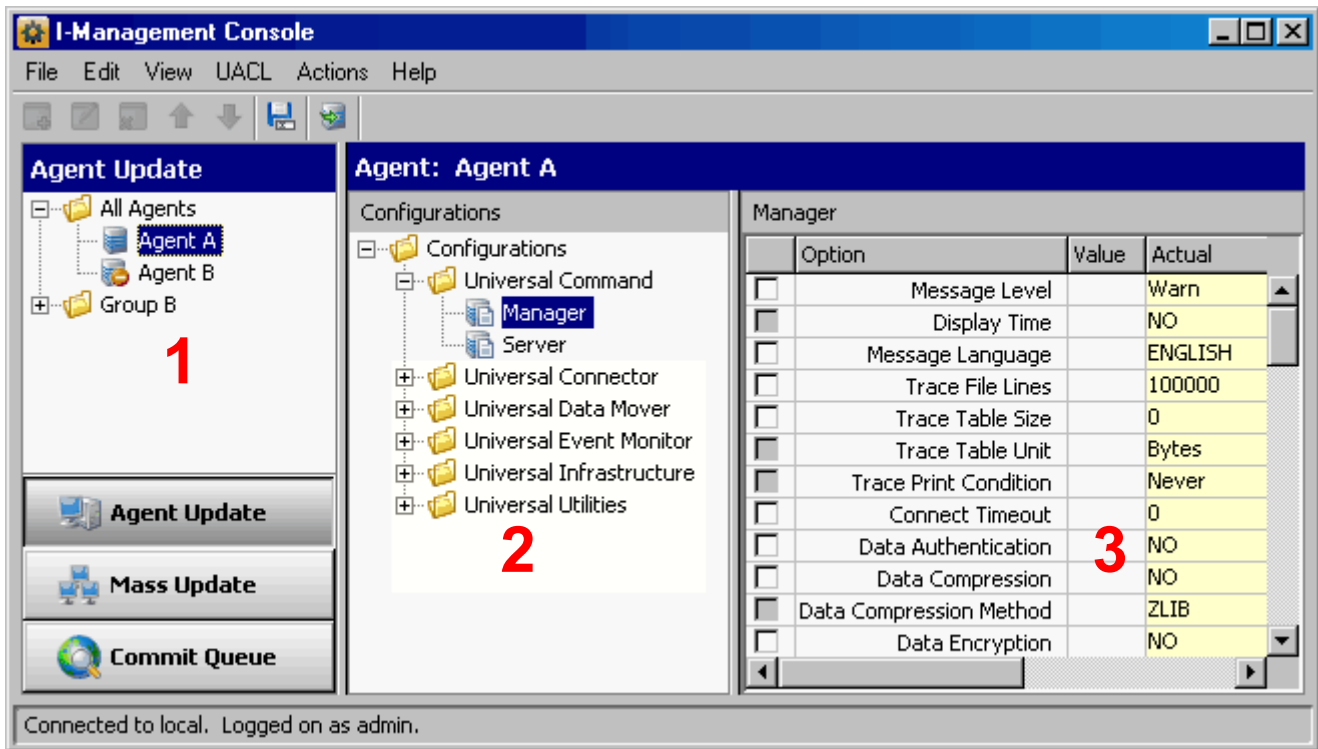 I-Management Console
File Edit View UACL Actions Help
Agent Update
All Agents
Agent A
Agent B
Group B
1
Agent Update
Mass Update
Commit Queue
Agent: Agent A
Configurations
Configurations
Universal Command
Manager
Server
Universal Connector
Universal Data Mover
Universal Event Monitor
Universal Infrastructure
Universal Utilities
2
Manager
Option Value Actual
Message Level Warn
Display Time NO
Message Language ENGLISH
Trace File Lines 100000
Trace Table Size 0
Trace Table Unit Bytes
Trace Print Condition Never
Connect Timeout 0
Data Authentication NO
3
Data Compression NO
Data Compression Method ZLIB
Data Encryption NO
Connected to local. Logged on as admin.